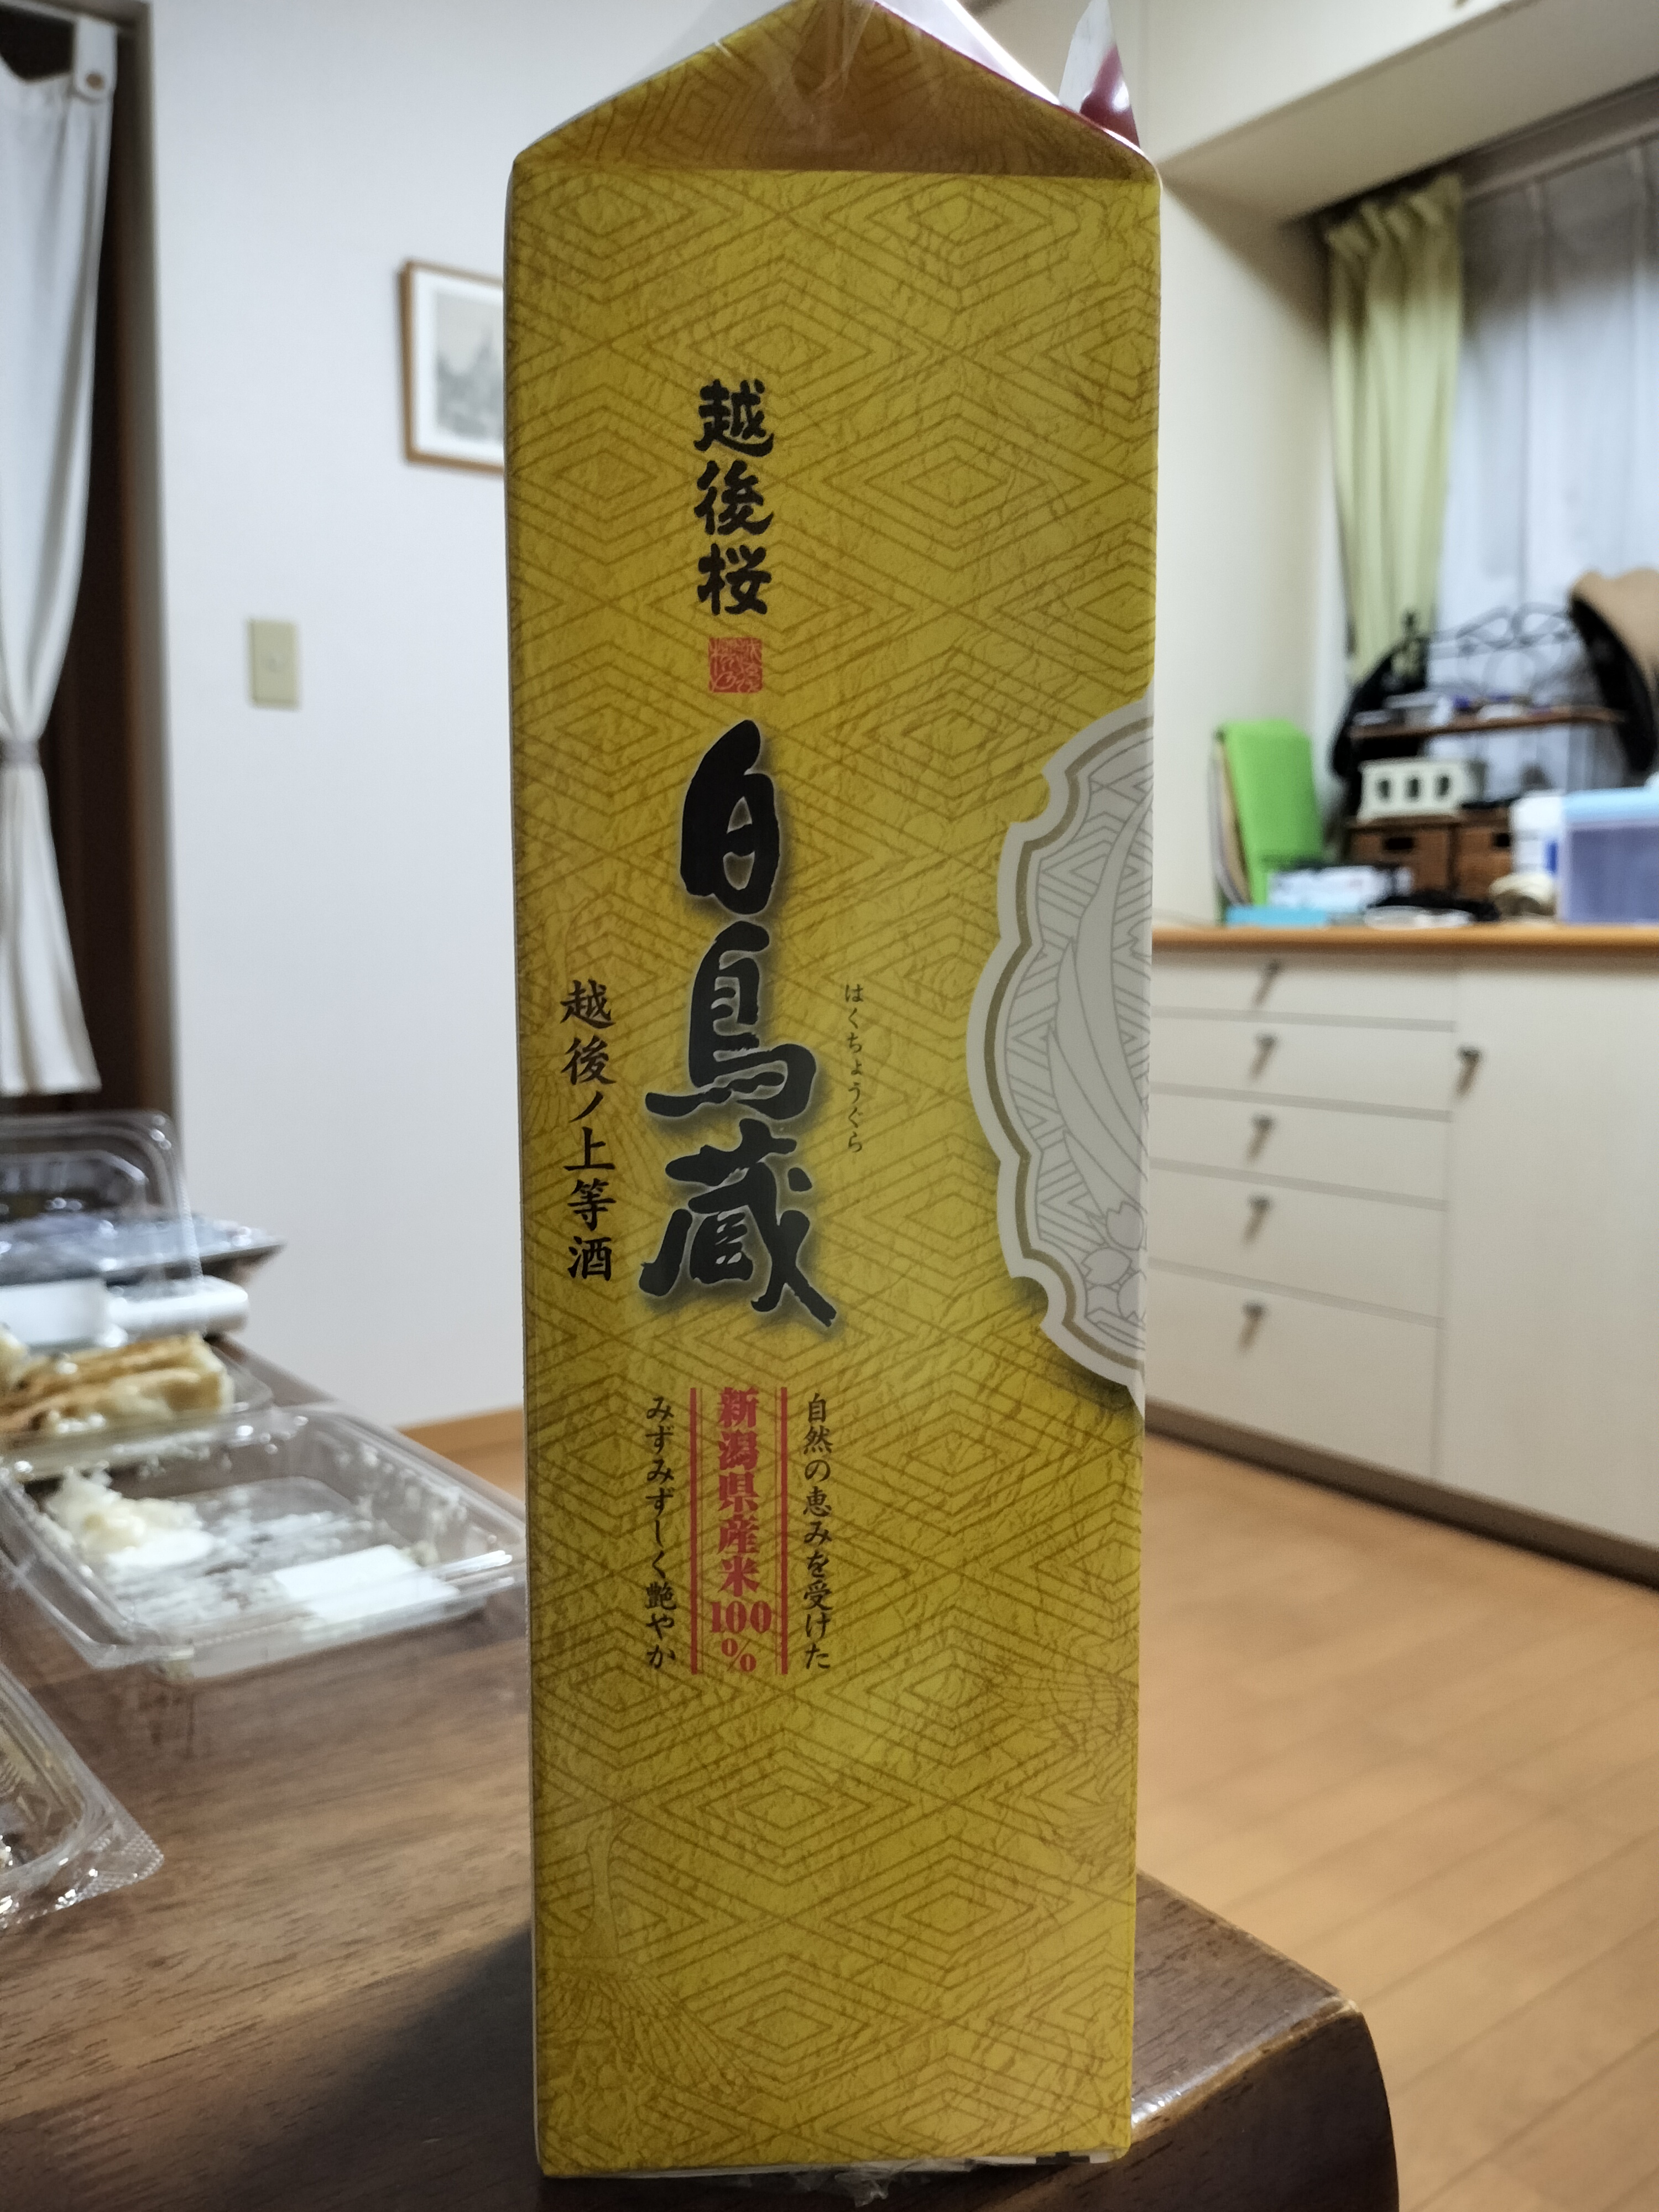 越後桜
白鳥蔵
はくちょうぐら
越後ノ上等酒
自然の恵みを受けた
新潟県産米100%
みずみずしく艶やか